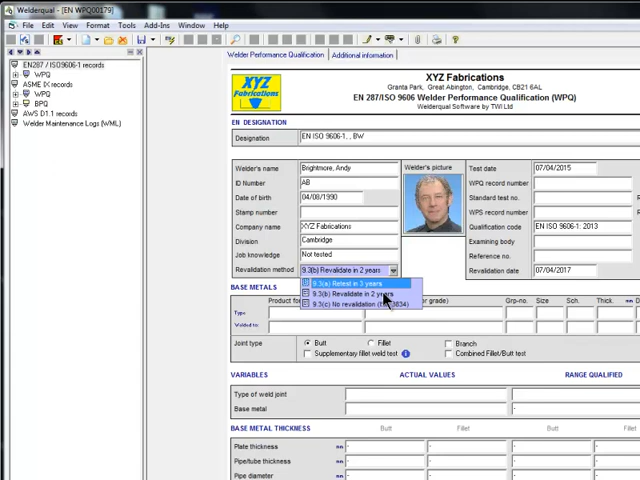 Welderqual - [EN WPQ00179]
File Edit View Format Tools Add-Ins Window Help
EN287 / ISO9606-1 records
WPQ
ASME IX records
WPQ
BPQ
AWS D1.1 records
Welder Maintenance Logs (WML)
Welder Performance Qualification Additional information
XYZ Fabrications
XYZ Fabrications
Granta Park, Great Abington, Cambridge, CB21 6AL
EN 287/ISO 9606 Welder Performance Qualification (WPQ)
Welderqual Software by TWI Ltd
EN DESIGNATION
Designation EN ISO 9606-1, , BW
Welder's name Brightmore, Andy Welder's picture Test date 07/04/2015
ID Number AB WPQ record number
Date of birth 04/08/1990 Standard test no.
Stamp number WPS record number
Company name XYZ Fabrications Qualification code EN ISO 9606-1: 2013
Division Cambridge Examining body
Job knowledge Not tested Reference no.
Revalidation method 9.3(b) Revalidate in 2 years Revalidation date 07/04/2017
9.3(a) Retest in 3 years
9.3(b) Revalidate in 2 years
9.3(c) No revalidation
BASE METALS
Product for grade) Grp-no. Size Sch. Thick.
Type
Welded to:
Joint type Butt Fillet Branch
Supplementary fillet weld test Combined Fillet/Butt test
VARIABLES ACTUAL VALUES RANGE QUALIFIED
Type of weld joint
Base metal -
BASE METAL THICKNESS Butt Fillet Butt
Plate thickness mm - - -
Pipe/tube thickness mm - - -
Pipe diameter mm - - -